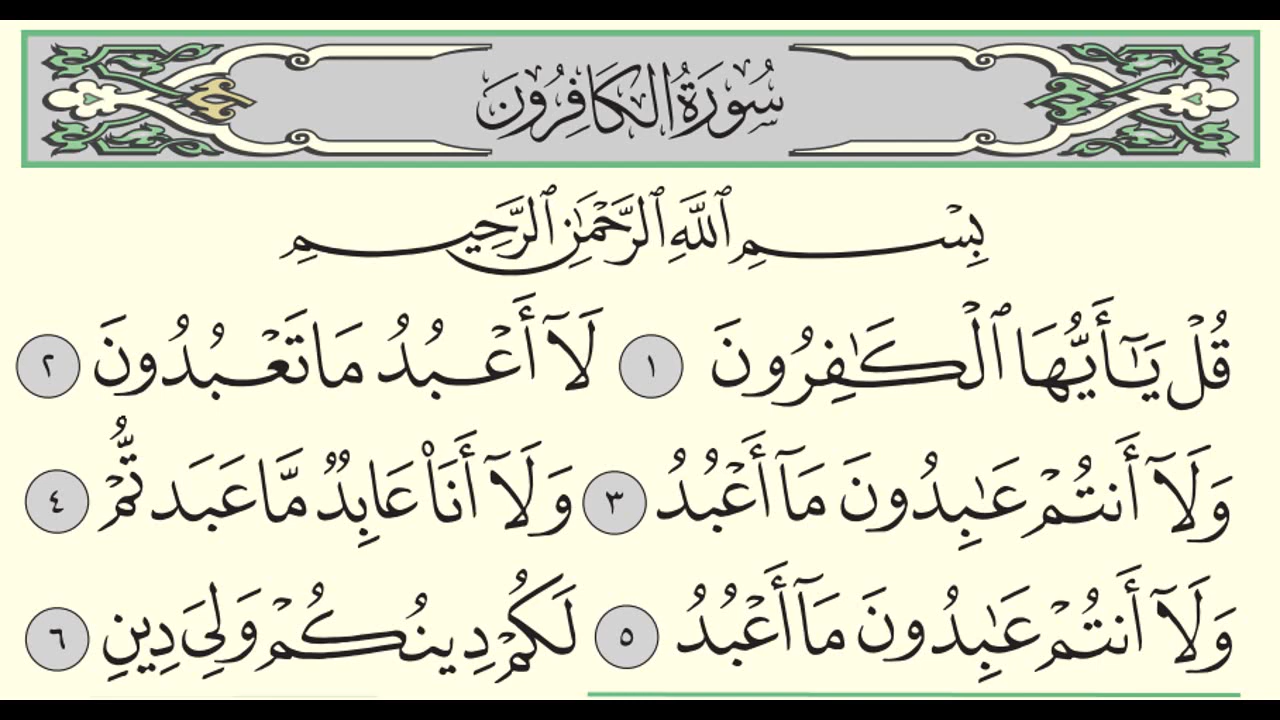 سُورَةُ الكَافِرُونَ
بِسْمِ ٱللَّهِ ٱلرَّحْمَٰنِ ٱلرَّحِيمِ
قُلْ يَٰٓأَيُّهَا ٱلْكَٰفِرُونَ ١ لَآ أَعْبُدُ مَا تَعْبُدُونَ ٢
وَلَآ أَنتُمْ عَٰبِدُونَ مَآ أَعْبُدُ ٣ وَلَآ أَنَا۠ عَابِدٌ مَّا عَبَدتُّمْ ٤
وَلَآ أَنتُمْ عَٰبِدُونَ مَآ أَعْبُدُ ٥ لَكُمْ دِينُكُمْ وَلِىَ دِينِ ٦